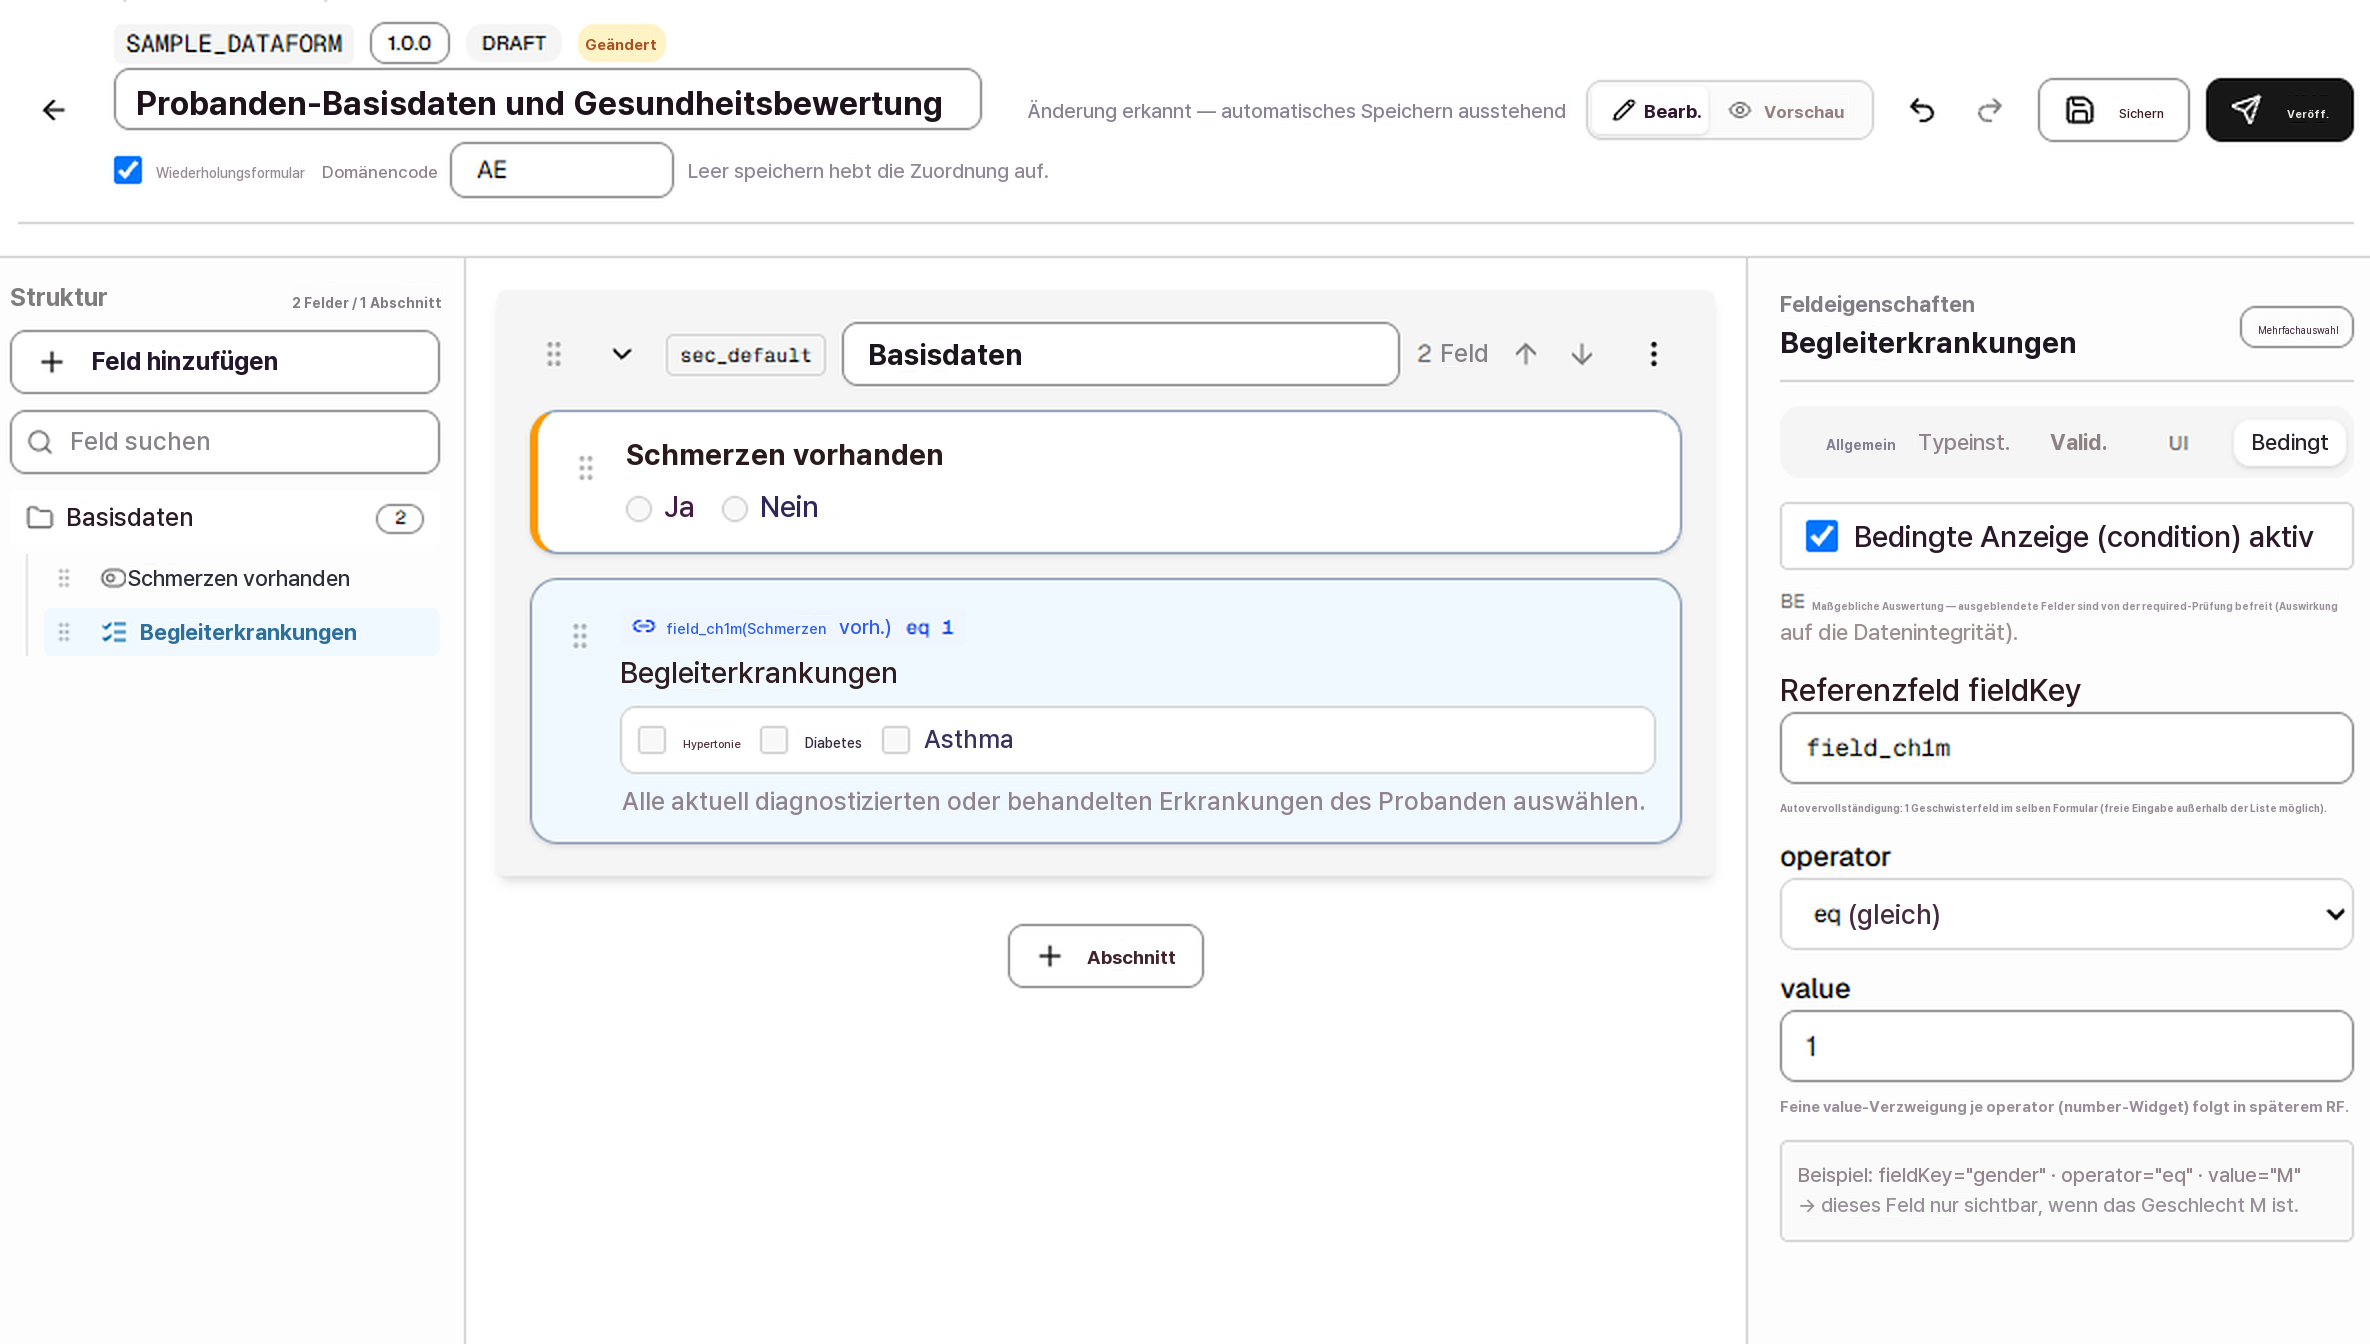 SAMPLE_DATAFORM 1.0.0 DRAFT Geändert
Probanden-Basisdaten und Gesundheitsbewertung
Änderung erkannt — automatisches Speichern ausstehend
Bearb. Vorschau
Sichern
Veröff.
Wiederholungsformular Domänencode AE Leer speichern hebt die Zuordnung auf.
Struktur 2 Felder / 1 Abschnitt
Feld hinzufügen
Feld suchen
Basisdaten 2
Schmerzen vorhanden
Begleiterkrankungen
sec_default Basisdaten 2 Feld
Schmerzen vorhanden
Ja Nein
field_ch1m(Schmerzen vorh.) eq 1
Begleiterkrankungen
Hypertonie Diabetes Asthma
Alle aktuell diagnostizierten oder behandelten Erkrankungen des Probanden auswählen.
Abschnitt
Feldeigenschaften
Begleiterkrankungen
Mehrfachauswahl
Allgemein Typeinst. Valid. UI Bedingt
Bedingte Anzeige (condition) aktiv
BE Maßgebliche Auswertung — ausgeblendete Felder sind von der required-Prüfung befreit (Auswirkung
auf die Datenintegrität).
Referenzfeld fieldKey
field_ch1m
Autovervollständigung: 1 Geschwisterfeld im selben Formular (freie Eingabe außerhalb der Liste möglich).
operator
eq (gleich)
value
1
Feine value-Verzweigung je operator (number-Widget) folgt in späterem RF.
Beispiel: fieldKey="gender" · operator="eq" · value="M"
→ dieses Feld nur sichtbar, wenn das Geschlecht M ist.